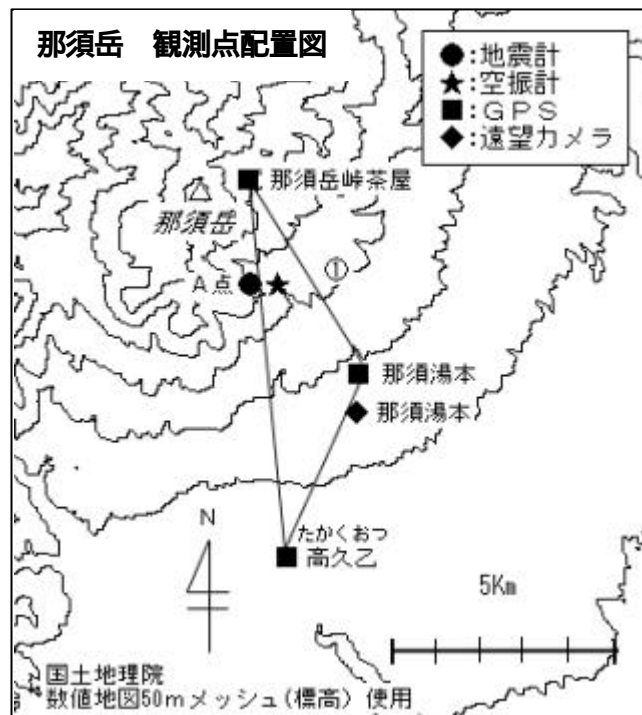 那須岳 観測点配置図
●:地震計
★:空振計
■:GPS
◆:遠望カメラ
那須岳峠茶屋
那須岳
①
A点
那須湯本
那須湯本
たかくおつ
高久乙
N
5Km
国土地理院
数値地図50mメッシュ(標高) 使用